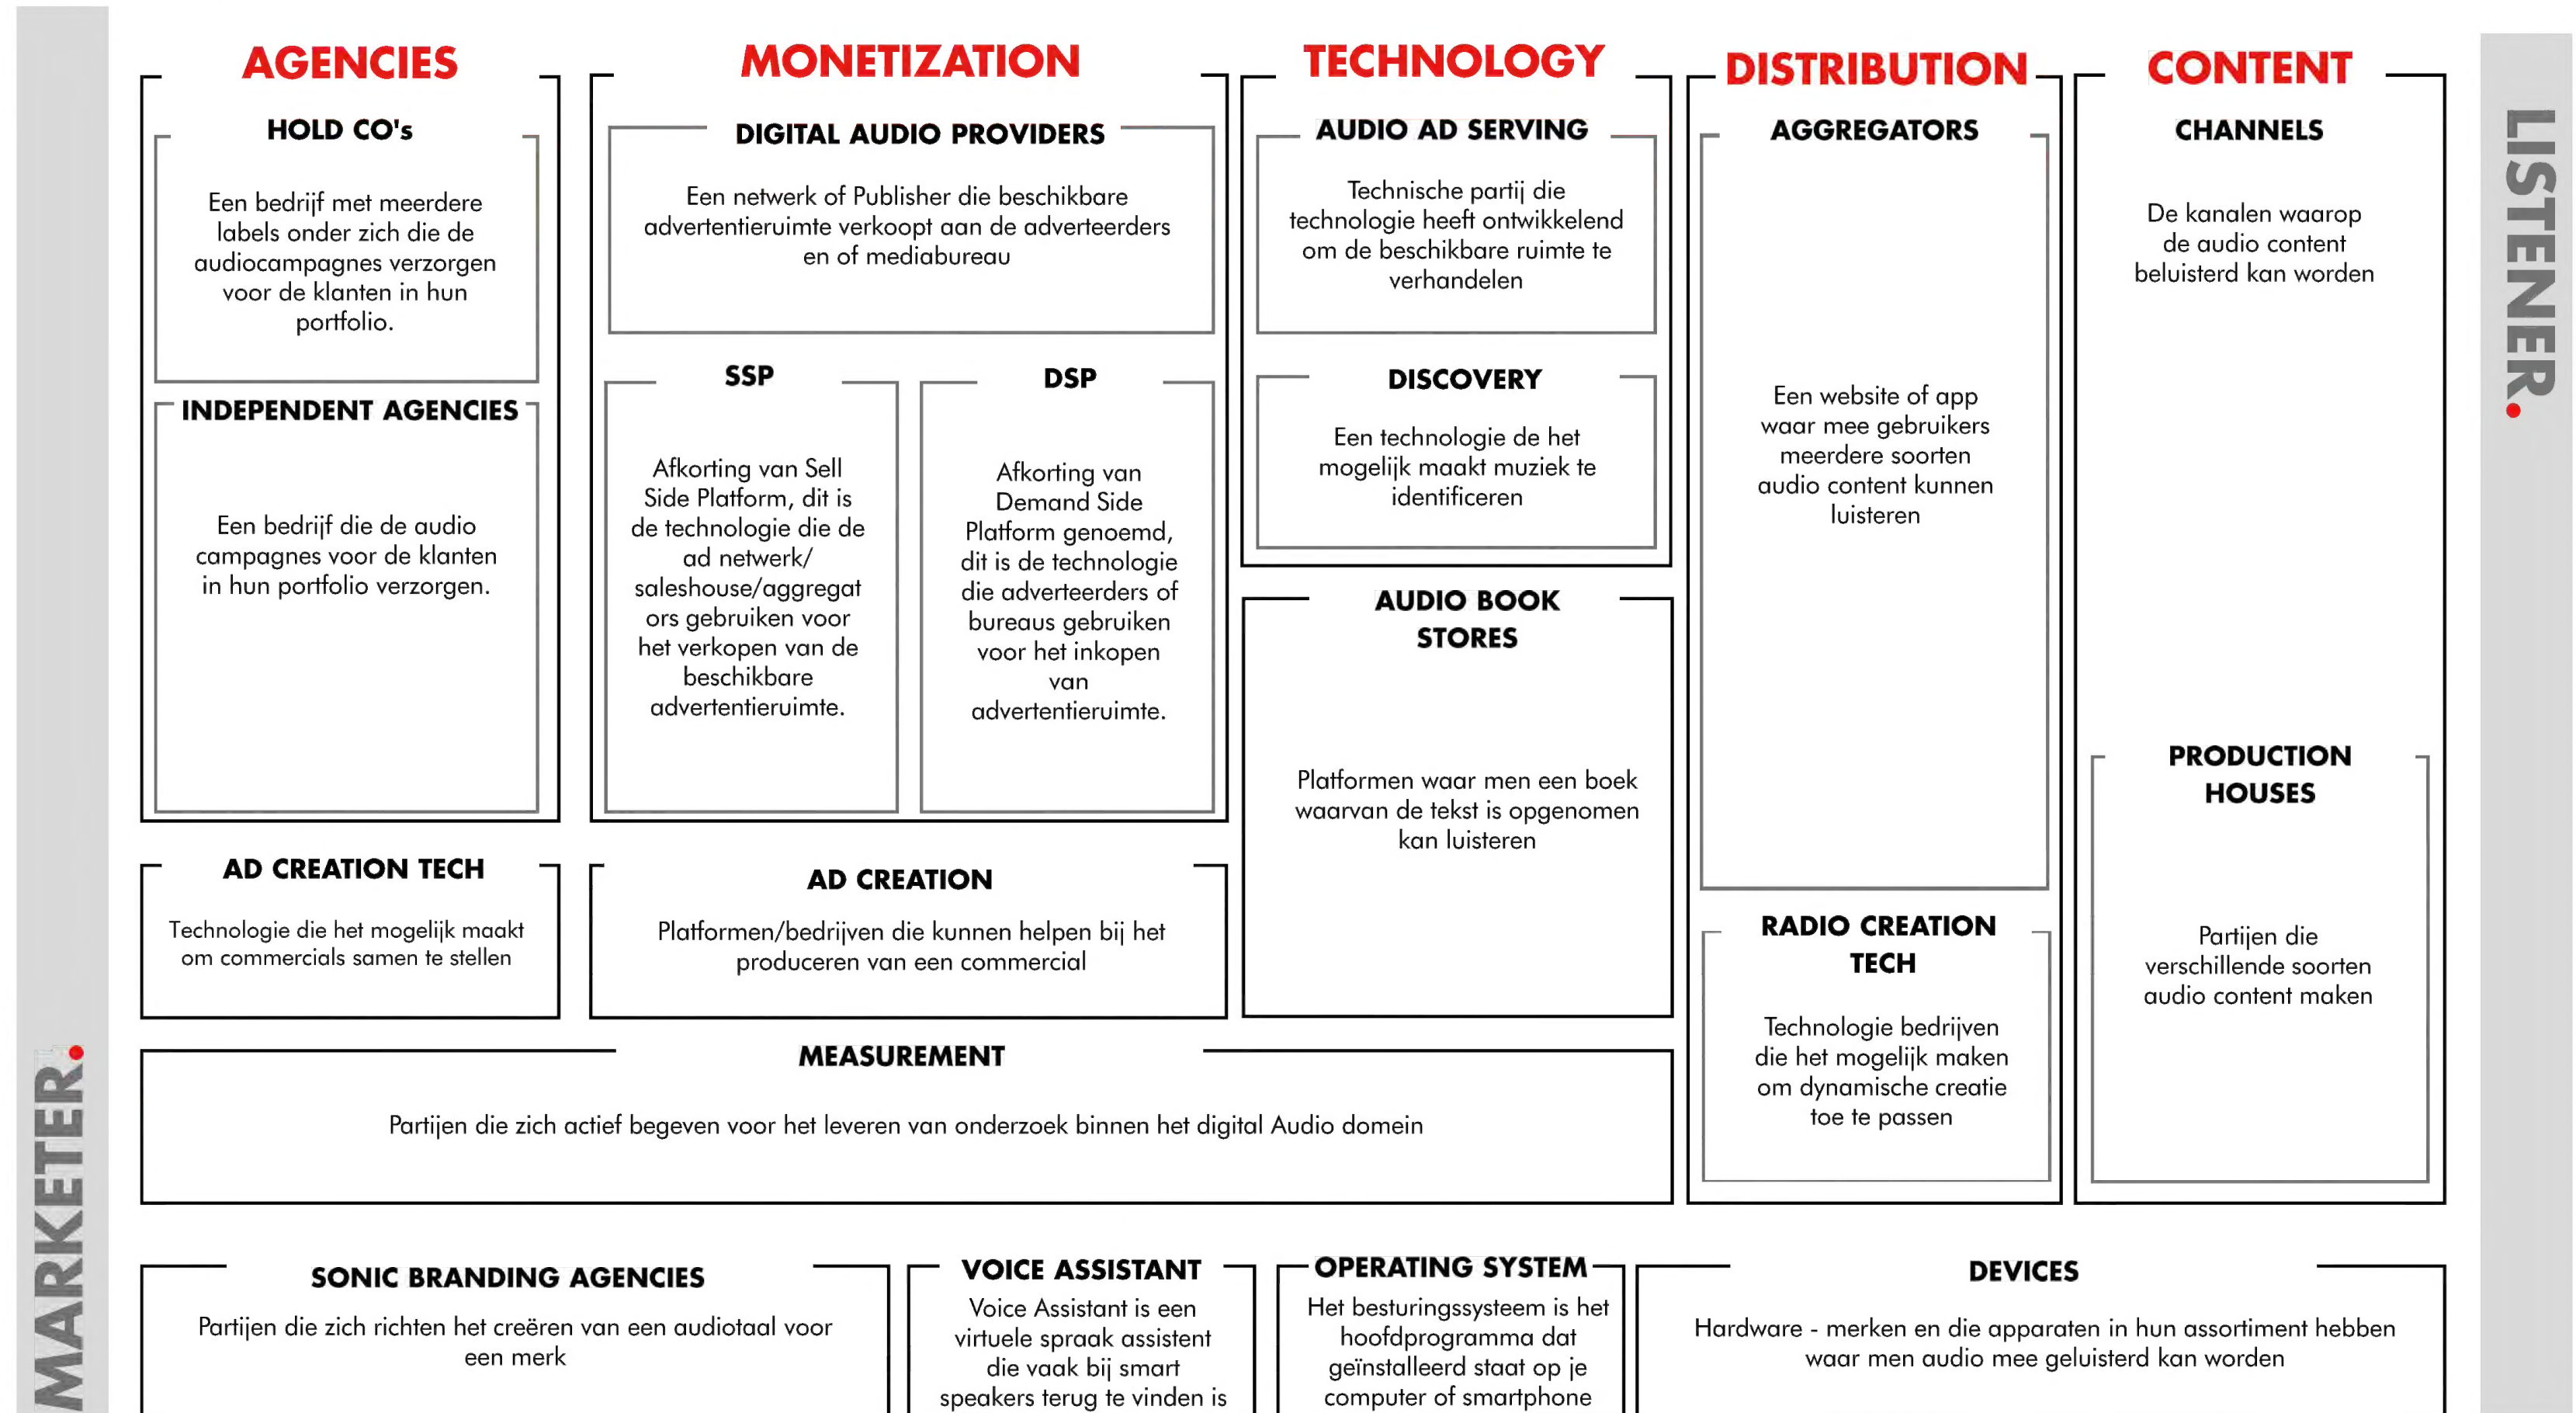 AGENCIES
HOLD CO's
Een bedrijf met meerdere
labels onder zich die de
audiocampagnes verzorgen
voor de klanten in hun
portfolio.
INDEPENDENT AGENCIES
Een bedrijf die de audio
campagnes voor de klanten
in hun portfolio verzorgen.
MONETIZATION
DIGITAL AUDIO PROVIDERS
Een netwerk of Publisher die beschikbare
advertentieruimte verkoopt aan de adverteerders
en of mediabureau
SSP
Afkorting van Sell
Side Platform, dit is
de technologie die de
ad netwerk/
saleshouse/aggregat
ors gebruiken voor
het verkopen van de
beschikbare
advertentieruimte.
DSP
Afkorting van
Demand Side
Platform genoemd,
dit is de technologie
die adverteerders of
bureaus gebruiken
voor het inkopen
van
advertentieruimte.
TECHNOLOGY
AUDIO AD SERVING
Technische partij die
technologie heeft ontwikkelend
om de beschikbare ruimte te
verhandelen
DISCOVERY
Een technologie de het
mogelijk maakt muziek te
identificeren
AUDIO BOOK
STORES
Platformen waar men een boek
waarvan de tekst is opgenomen
kan luisteren
DISTRIBUTION
AGGREGATORS
Een website of app
waar mee gebruikers
meerdere soorten
audio content kunnen
luisteren
RADIO CREATION
TECH
Technologie bedrijven
die het mogelijk maken
om dynamische creatie
toe te passen
CONTENT
CHANNELS
De kanalen waarop
de audio content
beluisterd kan worden
PRODUCTION
HOUSES
Partijen die
verschillende soorten
audio content maken
LISTENER.
AD CREATION TECH
Technologie die het mogelijk maakt
om commercials samen te stellen
AD CREATION
Platformen/bedrijven die kunnen helpen bij het
produceren van een commercial
MEASUREMENT
Partijen die zich actief begeven voor het leveren van onderzoek binnen het digital Audio domein
MARKETER.
SONIC BRANDING AGENCIES
Partijen die zich richten het creëren van een audiotaal voor
een merk
VOICE ASSISTANT
Voice Assistant is een
virtuele spraak assistent
die vaak bij smart
speakers terug te vinden is
OPERATING SYSTEM
Het besturingssysteem is het
hoofdprogramma dat
geïnstalleerd staat op je
computer of smartphone
DEVICES
Hardware - merken en die apparaten in hun assortiment hebben
waar men audio mee geluisterd kan worden